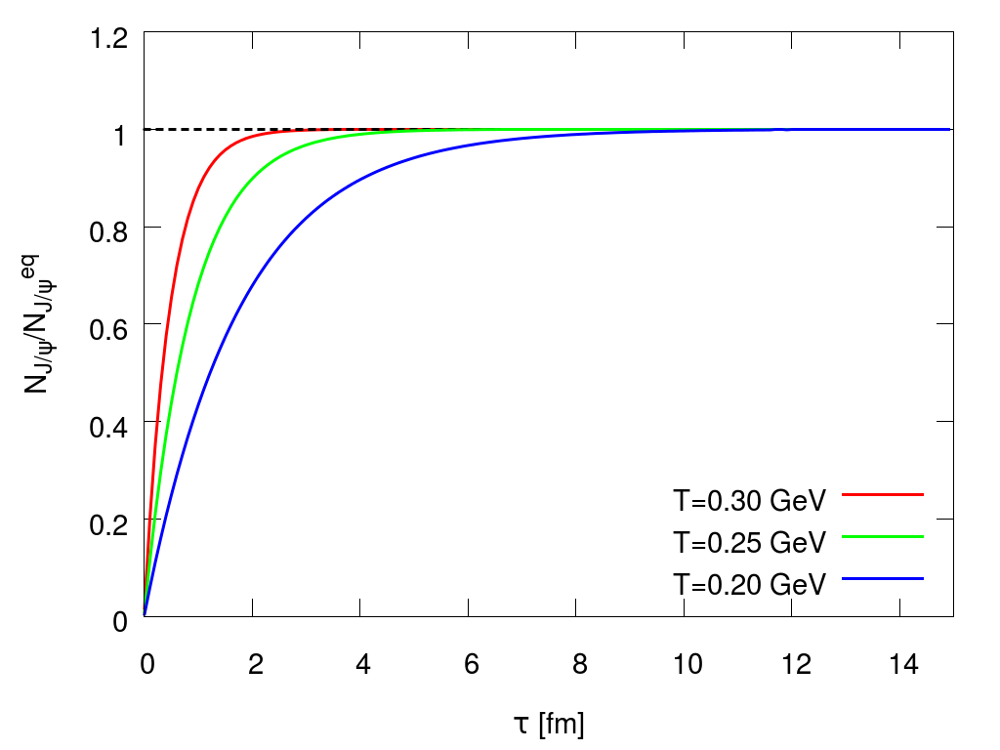 1.2
1
0.8
0.6
0.4
0.2
0
N_{J/ψ}/N_{J/ψ}^{eq}
T=0.30 GeV
T=0.25 GeV
T=0.20 GeV
0 2 4 6 8 10 12 14
τ [fm]